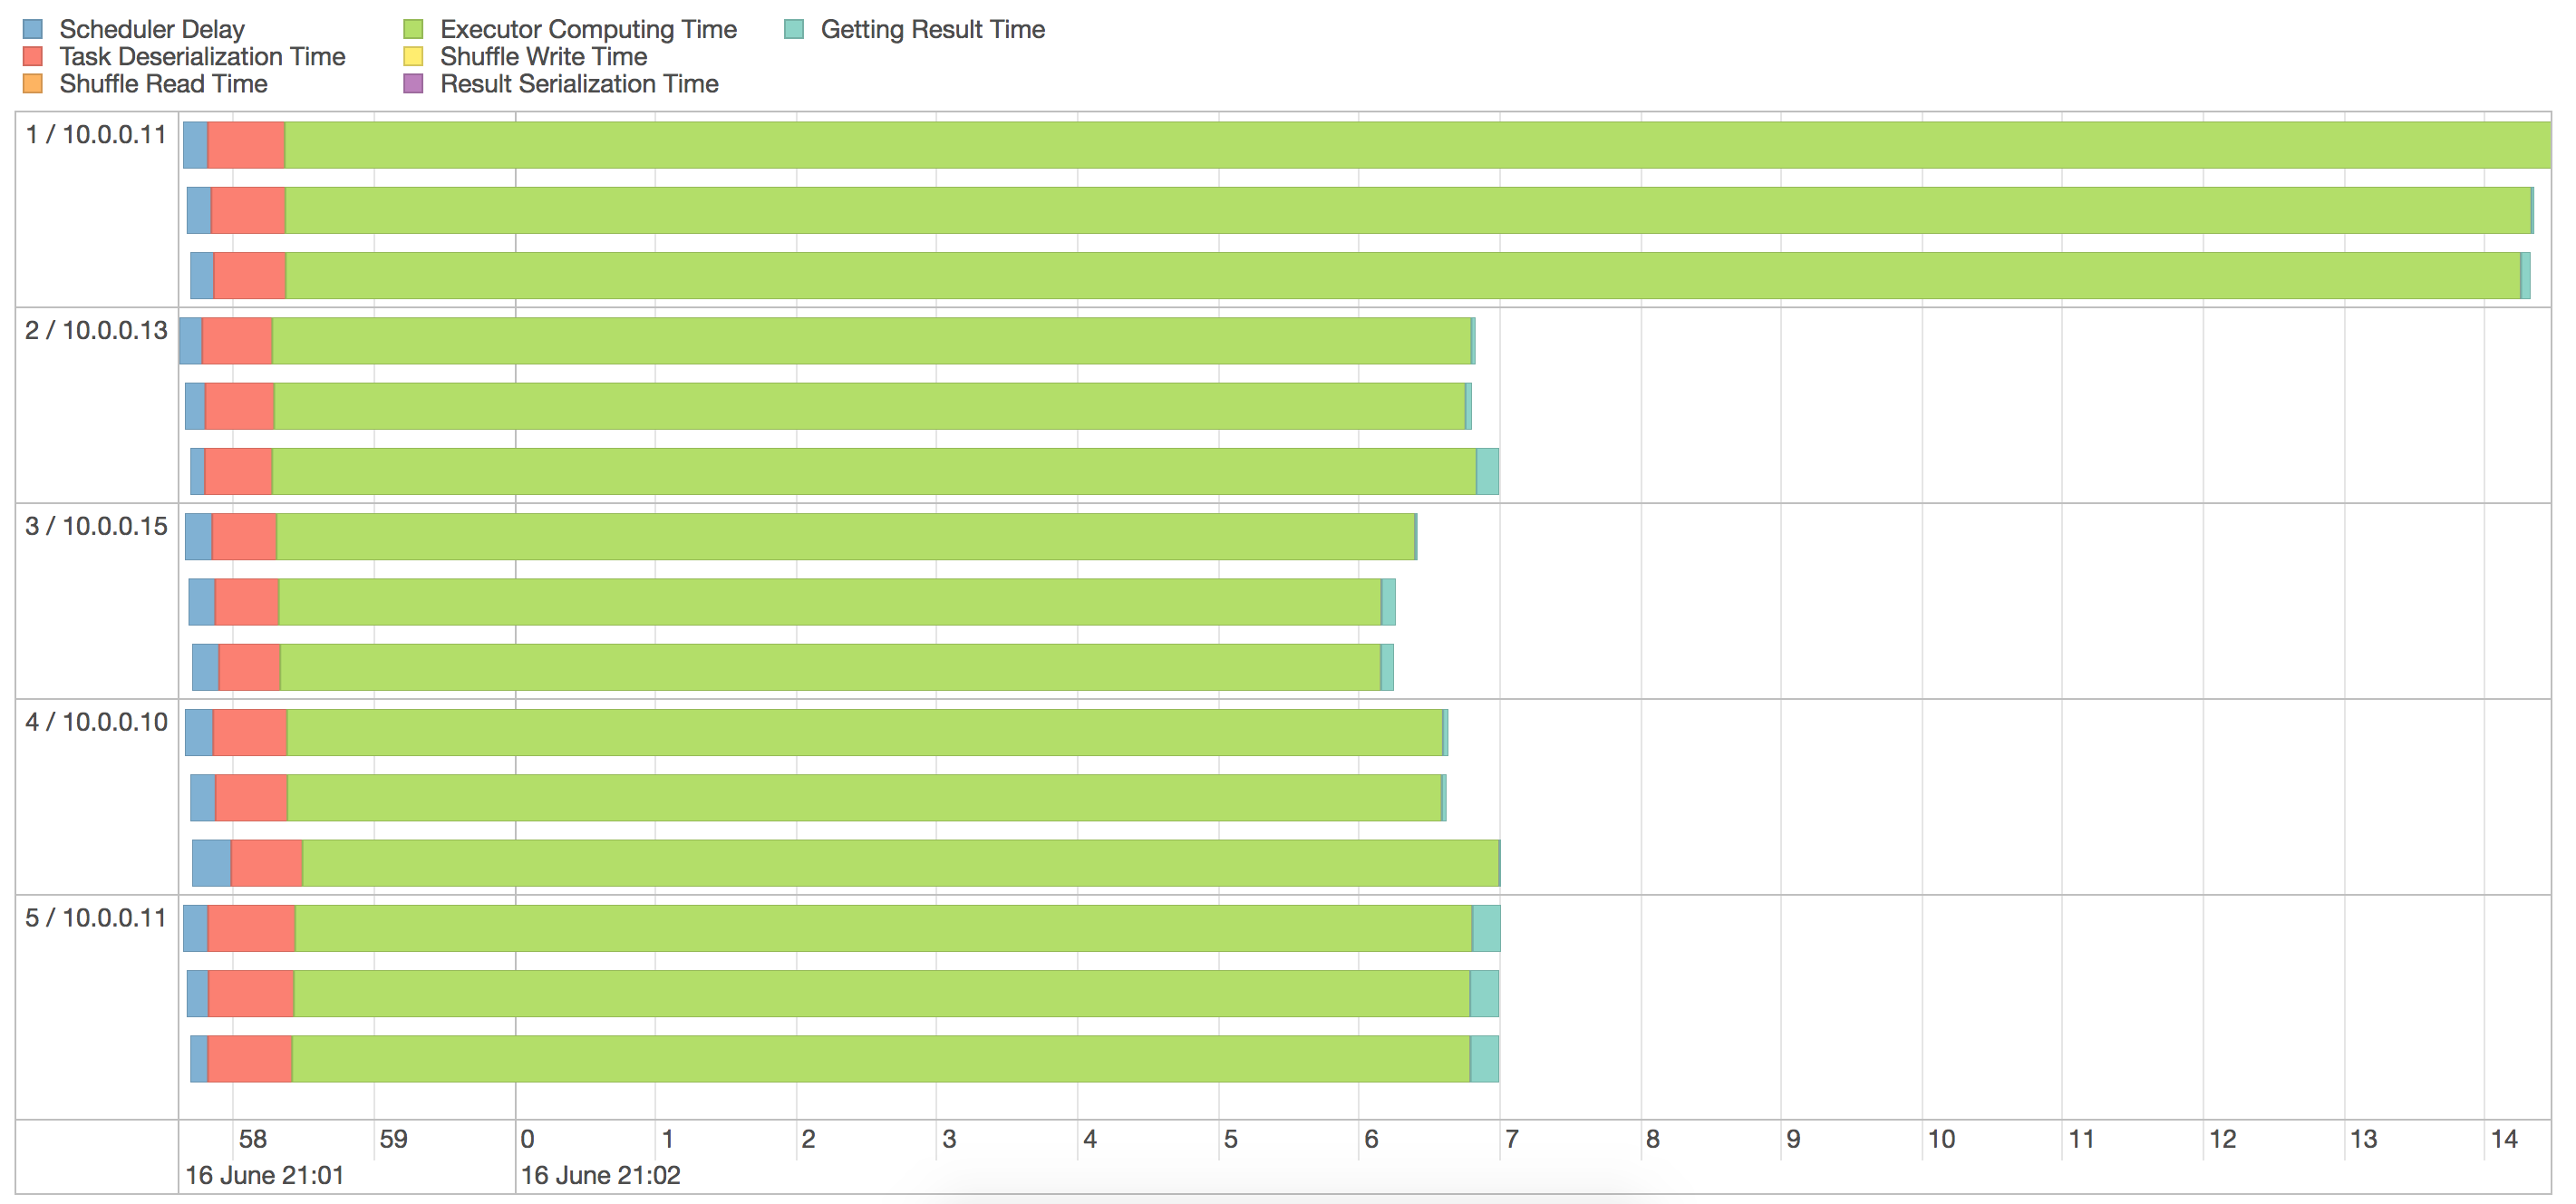 Scheduler Delay
Task Deserialization Time
Shuffle Read Time
Executor Computing Time
Shuffle Write Time
Result Serialization Time
Getting Result Time
1 / 10.0.0.11
2 / 10.0.0.13
3 / 10.0.0.15
4 / 10.0.0.10
5 / 10.0.0.11
58 59 0 1 2 3 4 5 6 7 8 9 10 11 12 13 14
16 June 21:01 16 June 21:02